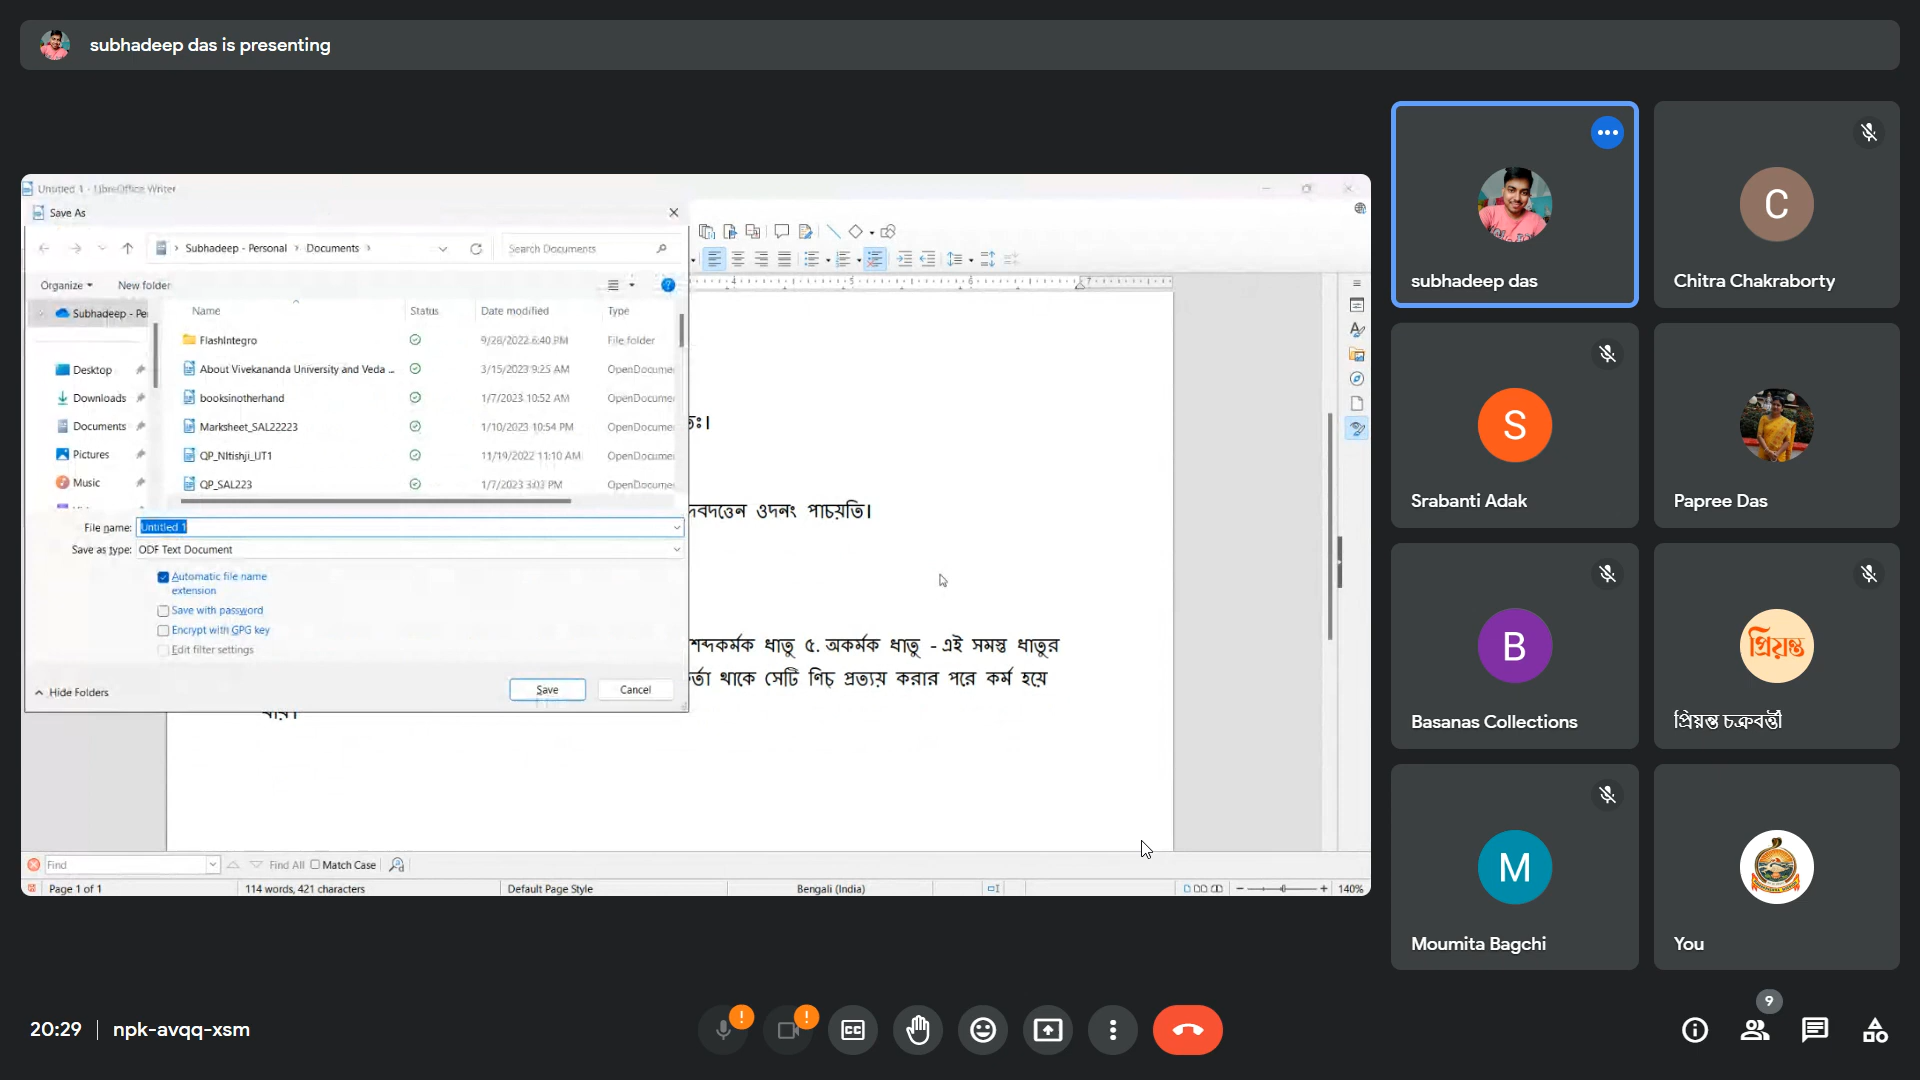 subhadeep das is presenting
Untitled 1 - LibreOffice Writer
Save As
Subhadeep - Personal > Documents >
Search Documents
Organize
New folder
Name Status Date modified Type
Subhadeep - Pe
FlashIntegro 9/28/2022 6:40 PM File folder
Desktop
About Vivekananda University and Veda ... 3/15/2023 9:25 AM OpenDocume
Downloads
booksinotherhand 1/7/2023 10:52 AM OpenDocume
Documents
Marksheet_SAL22223 1/10/2023 10:54 PM OpenDocume
Pictures
QP_NItishji_IJT1 11/19/2022 11:10 AM OpenDocume
Music
QP_SAL223 1/7/2023 3:03 PM OpenDocume
File name: Untitled 1
Save as type: ODF Text Document
Automatic file name
extension
Save with password
Encrypt with GPG key
Edit filter settings
Hide Folders
Save
Cancel
দেবদত্তেন ওদনং পাচয়তি।
শব্দকর্মক ধাতু ৫. অকর্মক ধাতু - এই সমস্ত ধাতুর
কর্তা থাকে সেটি ণিচ্ প্রত্যয় করার পরে কর্ম হয়ে
যায়।
Find
Find All
Match Case
Page 1 of 1
114 words, 421 characters
Default Page Style
Bengali (India)
140%
subhadeep das
C
Chitra Chakraborty
S
Srabanti Adak
Papree Das
B
Basanas Collections
প্রিয়ন্ত
প্রিয়ন্ত চক্রবর্ত্তী
M
Moumita Bagchi
You
20:29 | npk-avqq-xsm
9